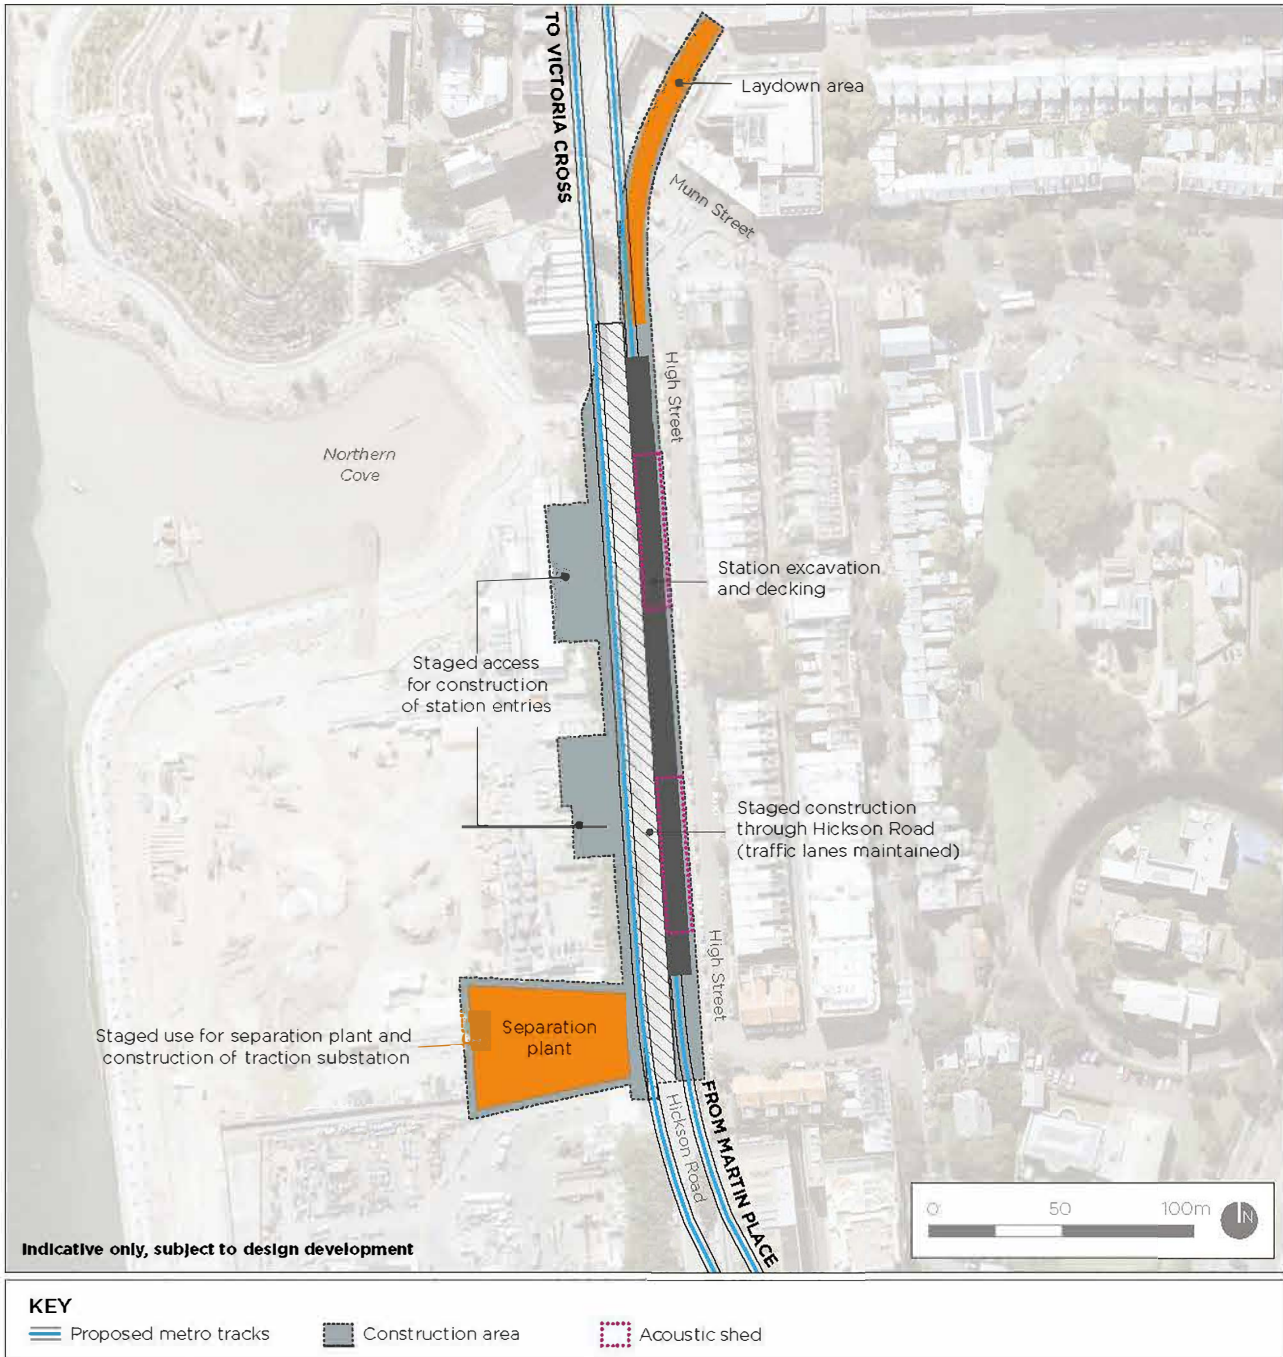 TO VICTORIA CROSS
Laydown area
Munn Street
High Street
Northern
Cove
Station excavation
and decking
Staged access
for construction
of station entries
Staged construction
through Hickson Road
(traffic lanes maintained)
High Street
Staged use for separation plant and
construction of traction substation
Separation
plant
Hickson Road
FROM MARTIN PLACE
0 50 100m
N
Indicative only, subject to design development
KEY
Proposed metro tracks
Construction area
Acoustic shed